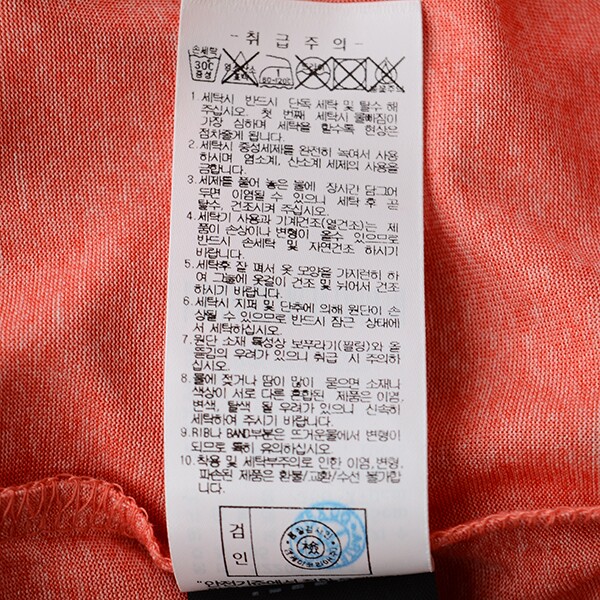 - 취급주의 -
손세탁
30℃
중성
1. 세탁시 반드시 단독 세탁 및 탈수 해
주십시오. 첫 번째 세탁시 물빠짐이
가장 심하며 세탁을 할수록 현상은
점차줄게 됩니다.
2. 세탁시 중성세제를 완전히 녹여서 사용
하시며 염소계, 산소계 세제의 사용을
금합니다.
3. 세제를 풀어 놓은 물에 장시간 담그어
두면 이염될 수 있으니 세탁 후 곧
탈수, 건조시켜 주십시오.
4. 세탁기 사용과 기계건조(열건조)는 제
품이 손상이나 변형이 올수 있으므로
반드시 손세탁 및 자연건조 하시기
바랍니다.
5. 세탁후 잘 펴서 옷 모양을 가지런히 하
여 그늘에 옷걸이 건조 및 뉘어서 건조
하시기 바랍니다.
6. 세탁시 지퍼 및 단추에 의해 원단이 손
상될 수 있으므로 반드시 잠근 상태에
서 세탁하십시오.
7. 원단 소재 특성상 보푸라기(필링)와 올
뜯김의 우려가 있으니 취급 시 주의하
십시오.
8. 물에 젖거나 땀이 많이 묻으면 소재나
색상이 서로 다른 혼합된 제품은 이염,
변색, 탈색 될 우려가 있으니 신속히
세탁하여 주시기 바랍니다.
9. RIB나 BAND부분은 뜨거운물에서 변형이
되므로 특히 유의하십시오.
10. 착용 및 세탁부주의로 인한 이염, 변형,
파손된 제품은 환불/교환/수선 불가합
니다.
검
인
檢